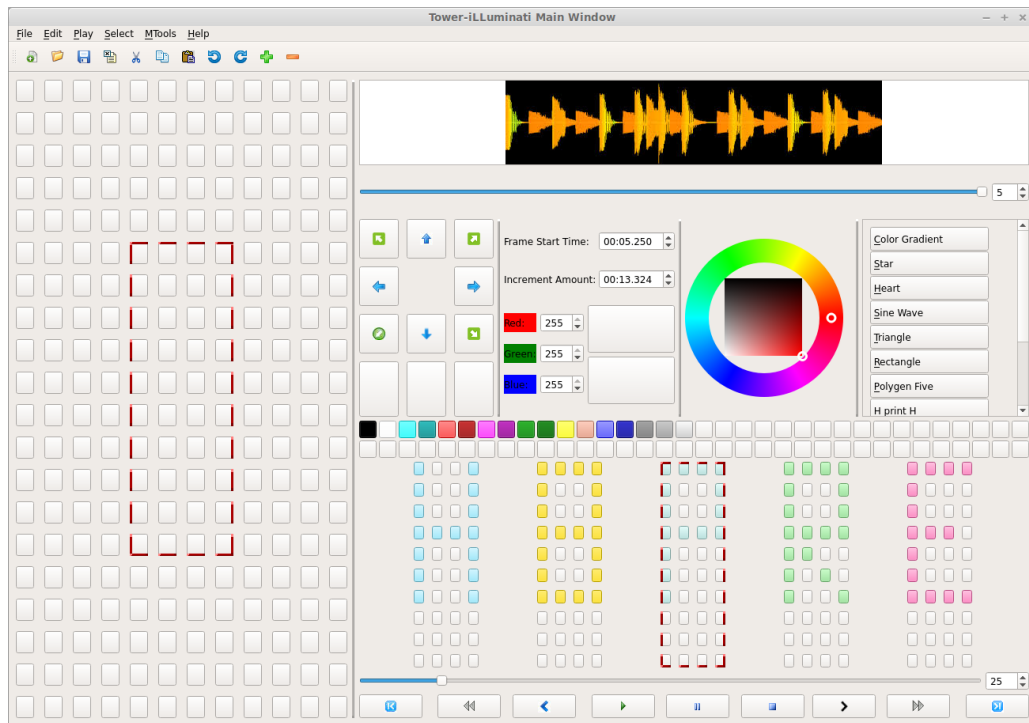 Tower-iLLuminati Main Window
File Edit Play Select MTools Help
5
Frame Start Time: 00:05.250
Increment Amount: 00:13.324
Red: 255
Green: 255
Blue: 255
Color Gradient
Star
Heart
Sine Wave
Triangle
Rectangle
Polygen Five
H print H
25